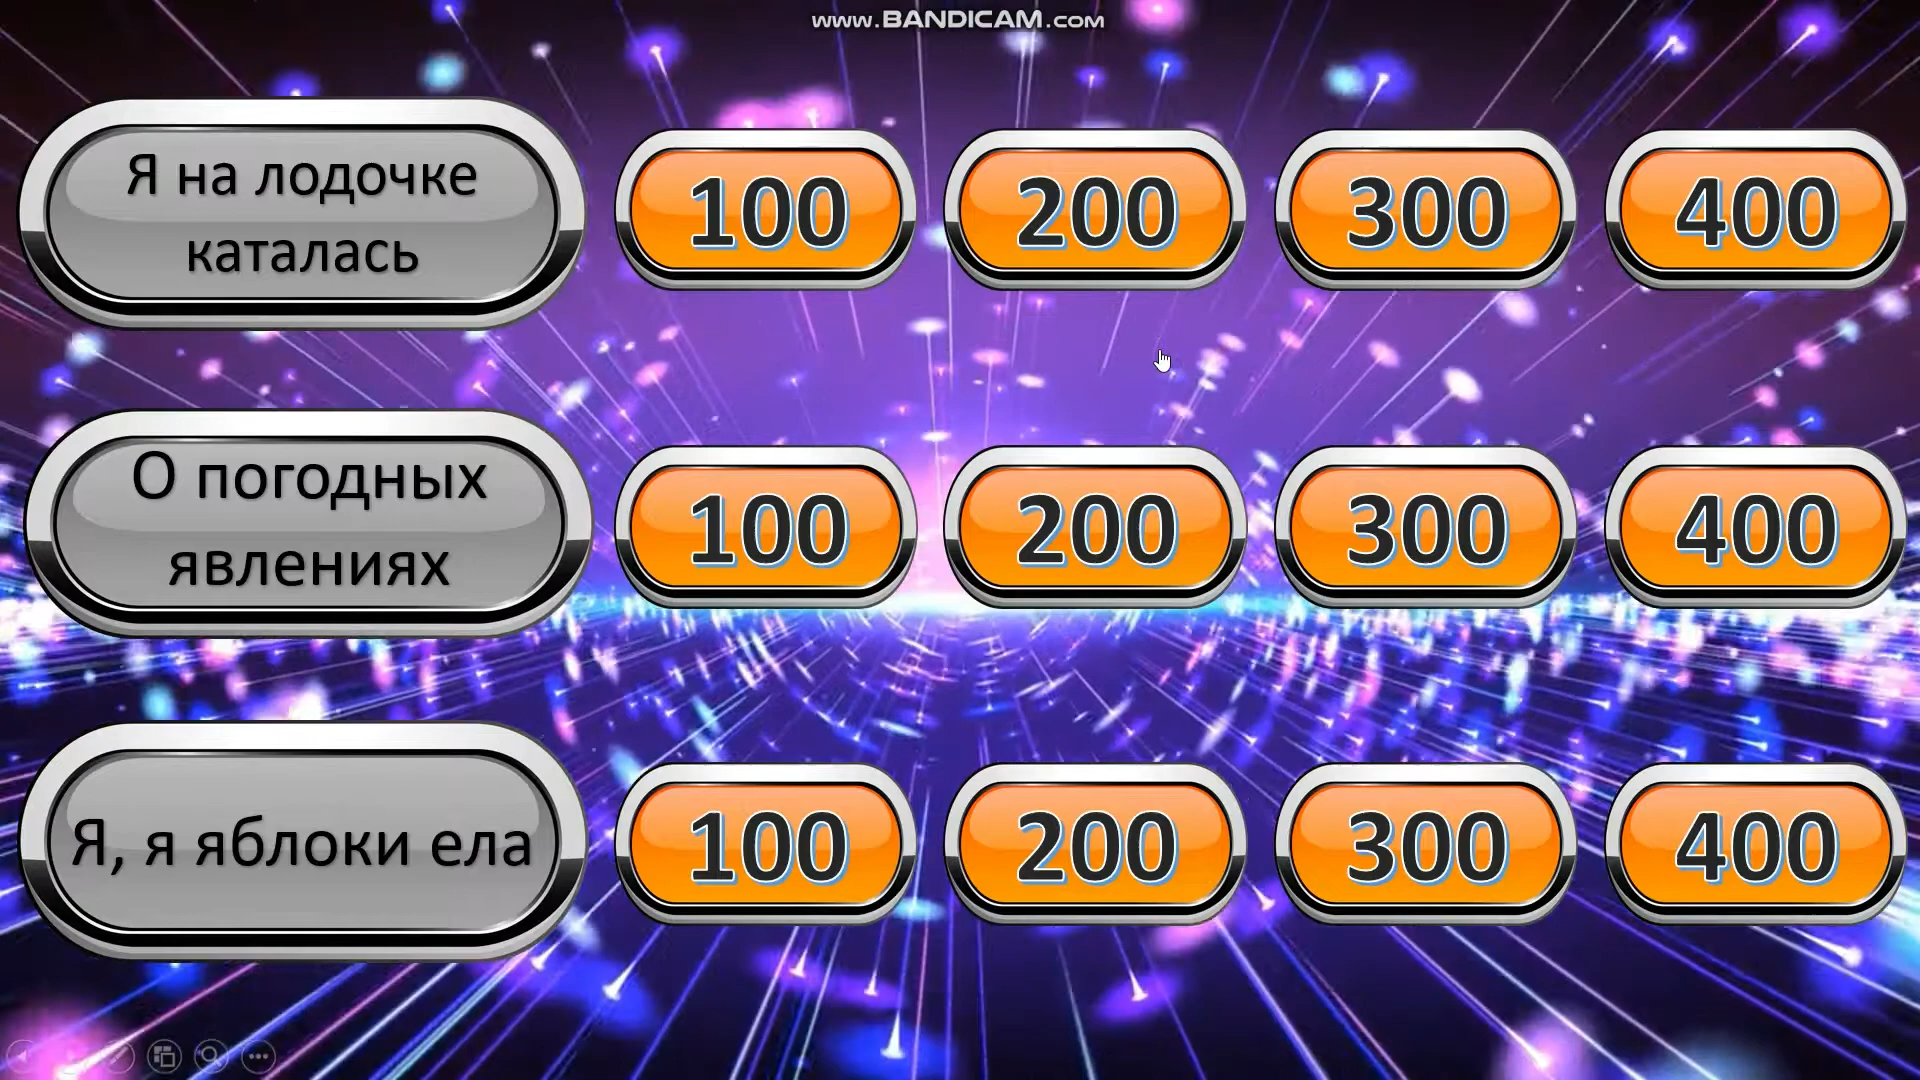 www.BANDICAM.com
Я на лодочке
каталась
100
200
300
400
О погодных
явлениях
100
200
300
400
Я, я яблоки ела
100
200
300
400